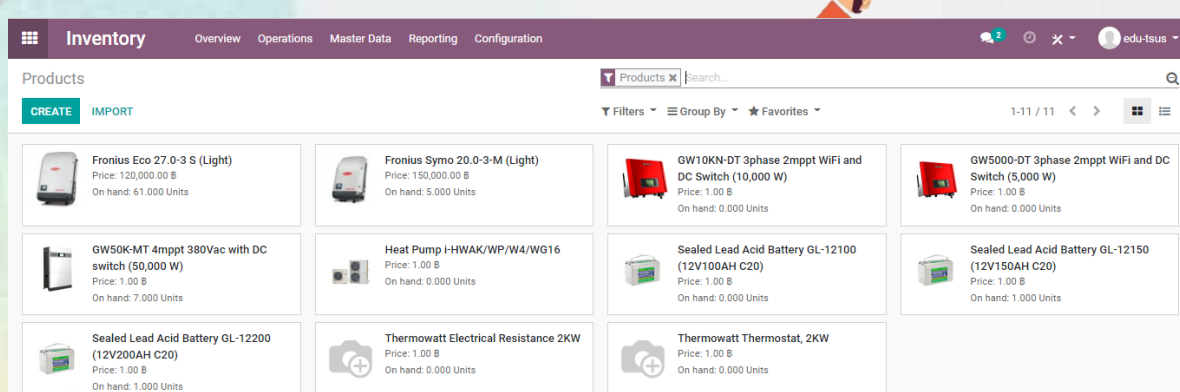 Inventory Overview Operations Master Data Reporting Configuration 2 edu-tsus
Products
Products Search...
CREATE IMPORT
Filters Group By Favorites 1-11 / 11
Fronius Eco 27.0-3 S (Light)
Price: 120,000.00 ฿
On hand: 61.000 Units
Fronius Symo 20.0-3-M (Light)
Price: 150,000.00 ฿
On hand: 5.000 Units
GW10KN-DT 3phase 2mppt WiFi and
DC Switch (10,000 W)
Price: 1.00 ฿
On hand: 0.000 Units
GW5000-DT 3phase 2mppt WiFi and DC
Switch (5,000 W)
Price: 1.00 ฿
On hand: 0.000 Units
GW50K-MT 4mppt 380Vac with DC
switch (50,000 W)
Price: 1.00 ฿
On hand: 7.000 Units
Heat Pump i-HWAK/WP/W4/WG16
Price: 1.00 ฿
On hand: 0.000 Units
Sealed Lead Acid Battery GL-12100
(12V100AH C20)
Price: 1.00 ฿
On hand: 0.000 Units
Sealed Lead Acid Battery GL-12150
(12V150AH C20)
Price: 1.00 ฿
On hand: 1.000 Units
Sealed Lead Acid Battery GL-12200
(12V200AH C20)
Price: 1.00 ฿
On hand: 1.000 Units
Thermowatt Electrical Resistance 2KW
Price: 1.00 ฿
On hand: 0.000 Units
Thermowatt Thermostat, 2KW
Price: 1.00 ฿
On hand: 0.000 Units